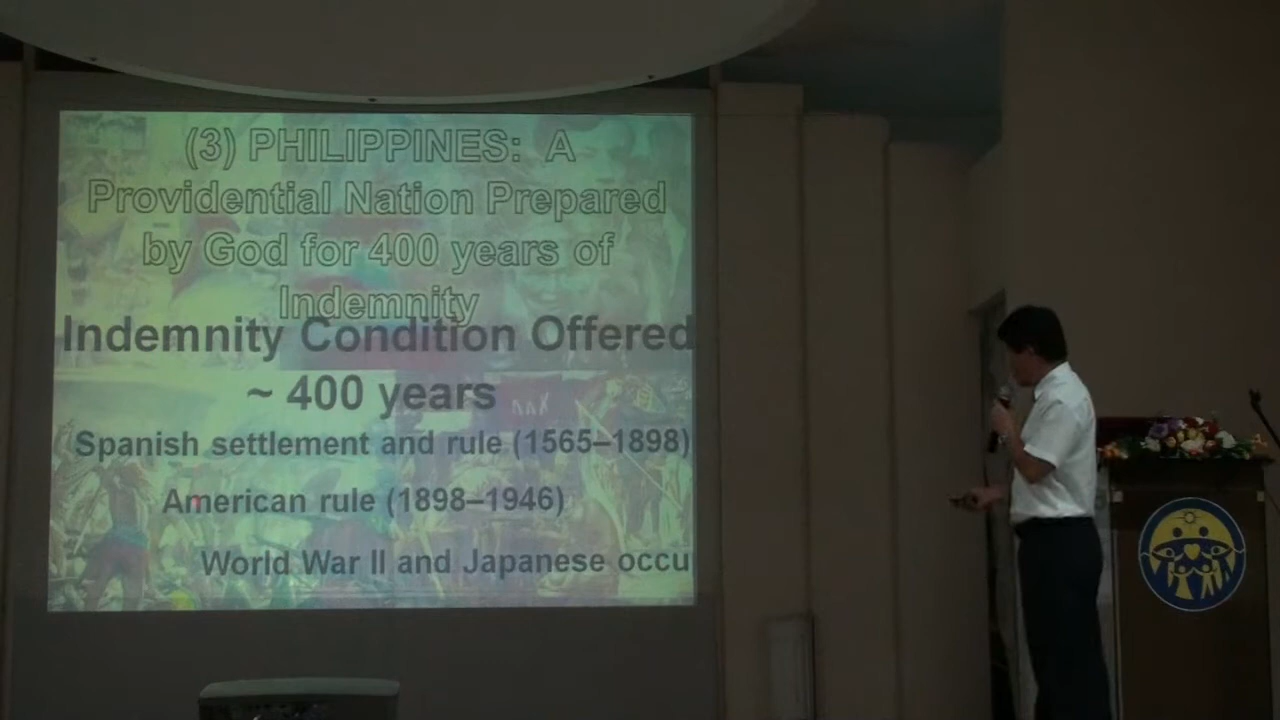 (3) PHILIPPINES: A
Providential Nation Prepared
by God for 400 years of
Indemnity
Indemnity Condition Offered
~ 400 years
Spanish settlement and rule (1565–1898)
American rule (1898–1946)
World War II and Japanese occu